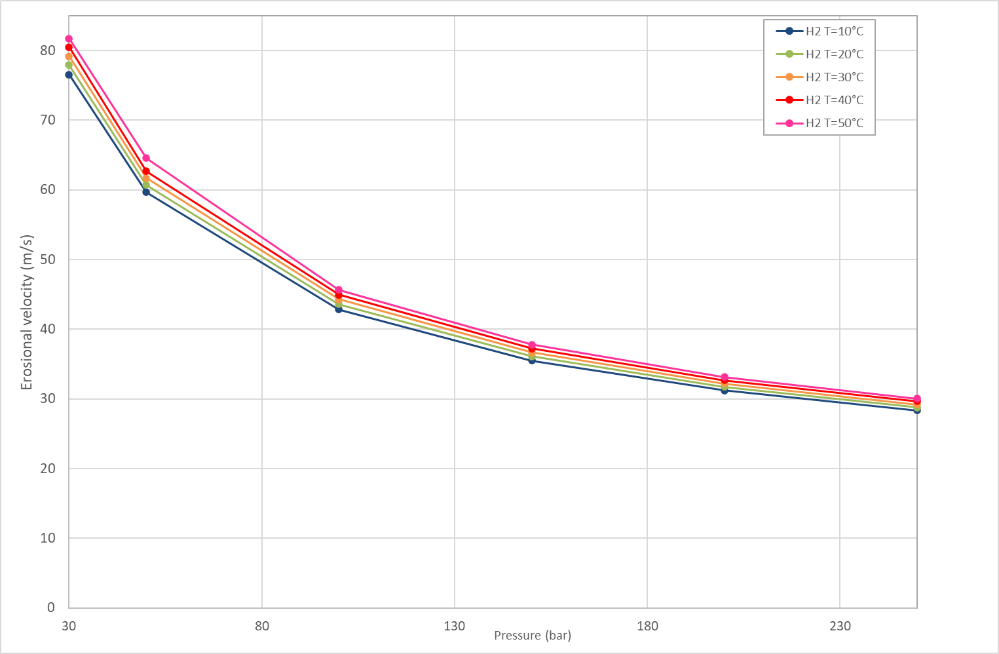 H2 T=10°C
H2 T=20°C
H2 T=30°C
H2 T=40°C
H2 T=50°C
Erosional velocity (m/s)
80
70
60
50
40
30
20
10
0
30 80 130 180 230
Pressure (bar)